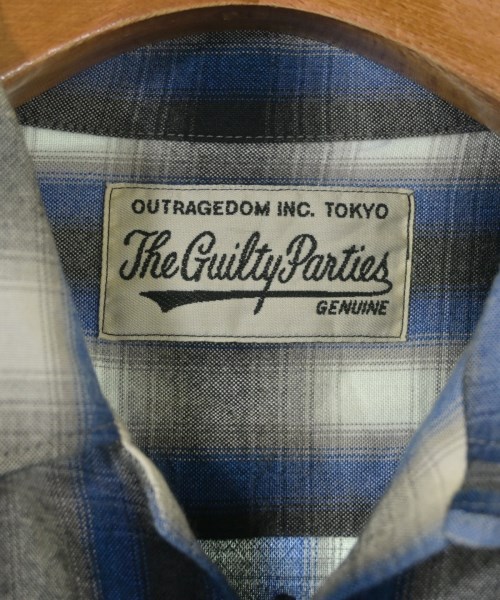 OUTRAGEDOM INC. TOKYO
The Guilty Parties
GENUINE